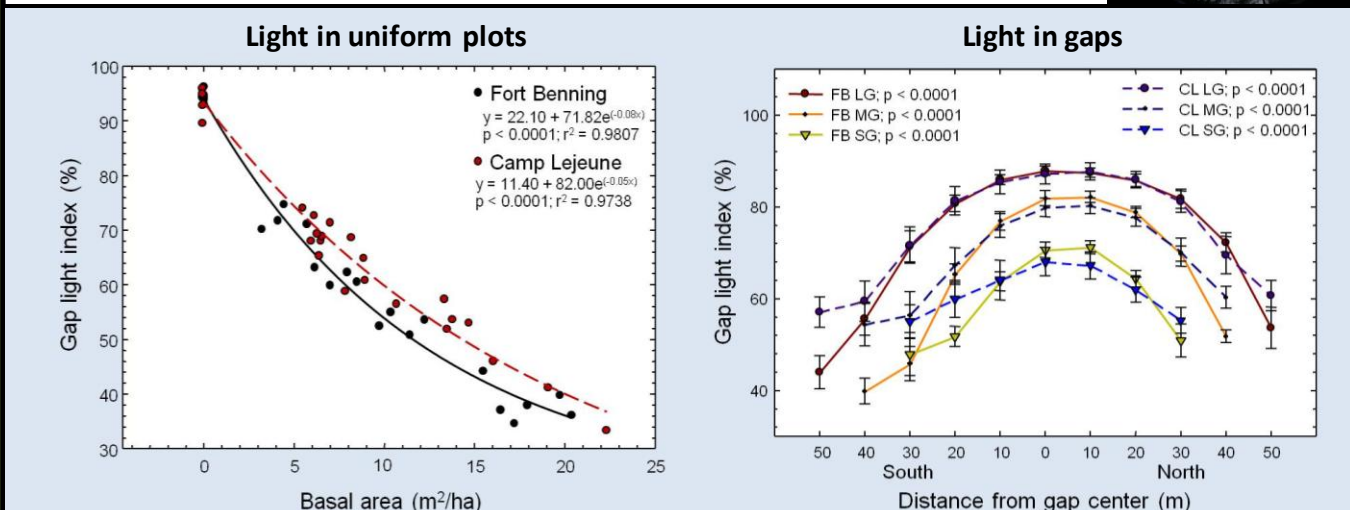 Light in uniform plots
100
90
80
70
60
50
40
30
Gap light index (%)
Fort Benning
y = 22.10 + 71.82e(-0.08x)
p < 0.0001; r² = 0.9807
Camp Lejeune
y = 11.40 + 82.00e(-0.05x)
p < 0.0001; r² = 0.9738
0 5 10 15 20 25
Basal area (m²/ha)
Light in gaps
FB LG; p < 0.0001
FB MG; p < 0.0001
FB SG; p < 0.0001
CL LG; p < 0.0001
CL MG; p < 0.0001
CL SG; p < 0.0001
100
80
60
40
Gap light index (%)
50 40 30 20 10 0 10 20 30 40 50
South North
Distance from gap center (m)